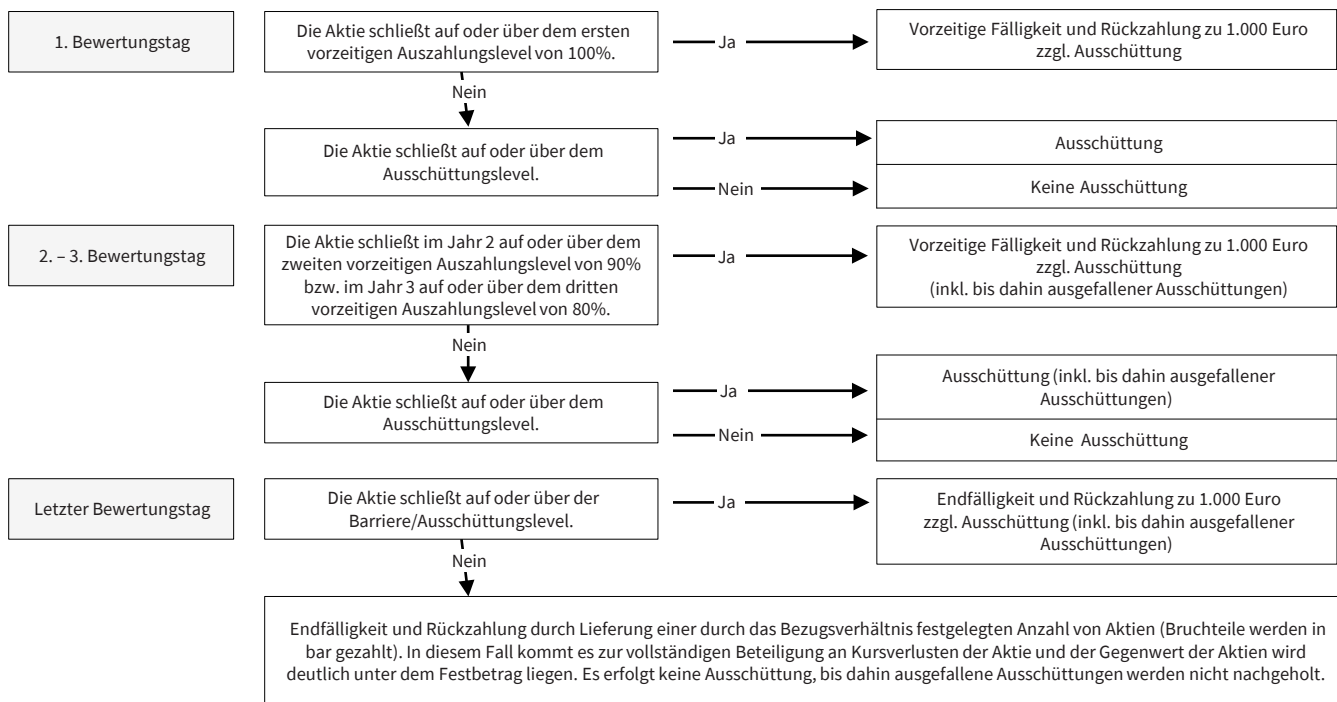 1. Bewertungstag
Die Aktie schließt auf oder über dem ersten
vorzeitigen Auszahlungslevel von 100%.
Ja
Vorzeitige Fälligkeit und Rückzahlung zu 1.000 Euro
zzgl. Ausschüttung
Nein
Die Aktie schließt auf oder über dem
Ausschüttungslevel.
Ja
Ausschüttung
Nein
Keine Ausschüttung
2. – 3. Bewertungstag
Die Aktie schließt im Jahr 2 auf oder über dem
zweiten vorzeitigen Auszahlungslevel von 90%
bzw. im Jahr 3 auf oder über dem dritten
vorzeitigen Auszahlungslevel von 80%.
Ja
Vorzeitige Fälligkeit und Rückzahlung zu 1.000 Euro
zzgl. Ausschüttung
(inkl. bis dahin ausgefallener Ausschüttungen)
Nein
Die Aktie schließt auf oder über dem
Ausschüttungslevel.
Ja
Ausschüttung (inkl. bis dahin ausgefallener
Ausschüttungen)
Nein
Keine Ausschüttung
Letzter Bewertungstag
Die Aktie schließt auf oder über der
Barriere/Ausschüttungslevel.
Ja
Endfälligkeit und Rückzahlung zu 1.000 Euro
zzgl. Ausschüttung (inkl. bis dahin ausgefallener
Ausschüttungen)
Nein
Endfälligkeit und Rückzahlung durch Lieferung einer durch das Bezugsverhältnis festgelegten Anzahl von Aktien (Bruchteile werden in
bar gezahlt). In diesem Fall kommt es zur vollständigen Beteiligung an Kursverlusten der Aktie und der Gegenwert der Aktien wird
deutlich unter dem Festbetrag liegen. Es erfolgt keine Ausschüttung, bis dahin ausgefallene Ausschüttungen werden nicht nachgeholt.